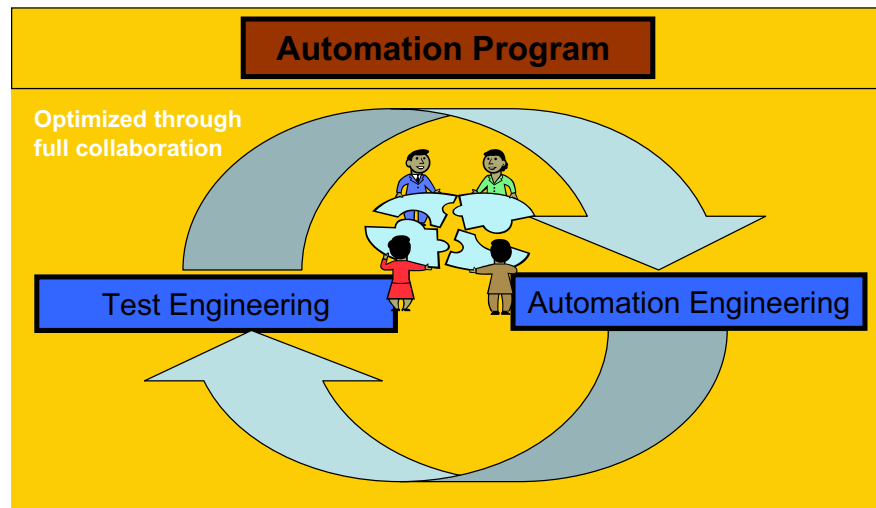 Automation Program
Optimized through
full collaboration
Test Engineering
Automation Engineering